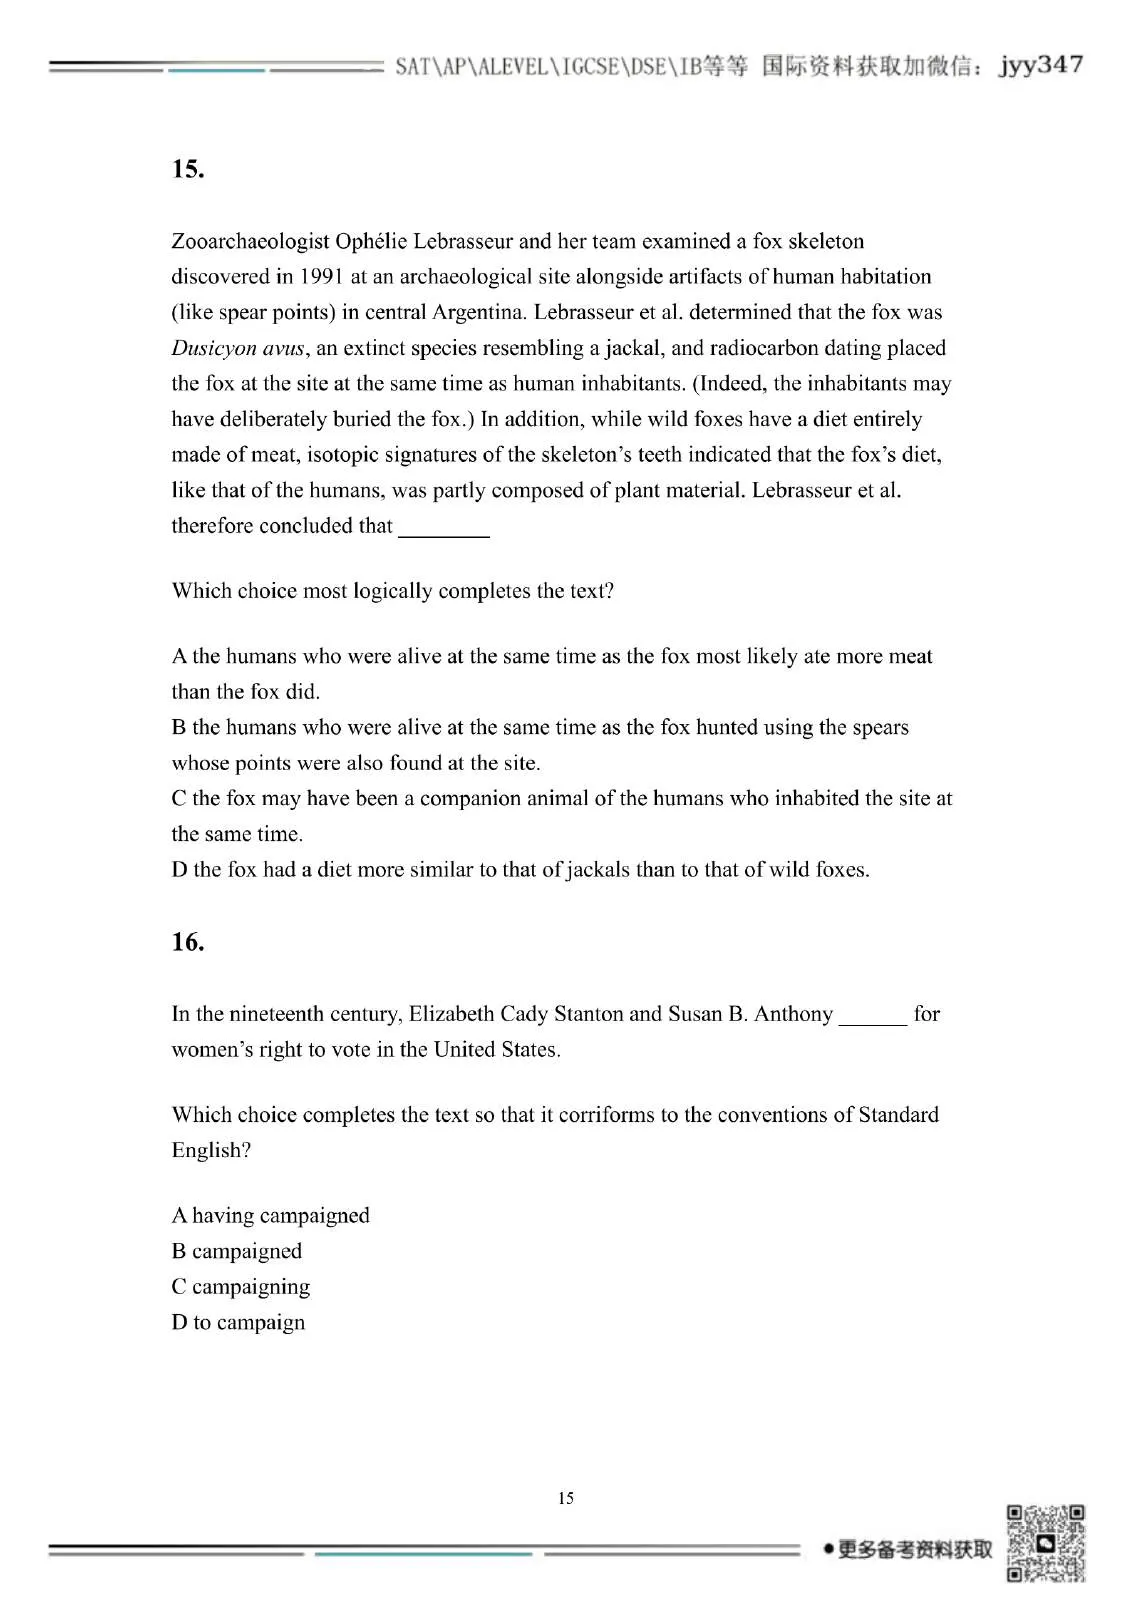 SAT\AP\ALEVEL\IGCSE\DSE\IB等等 国际资料获取加微信： jyy347
15.
Zooarchaeologist Ophélie Lebrasseur and her team examined a fox skeleton
discovered in 1991 at an archaeological site alongside artifacts of human habitation
(like spear points) in central Argentina. Lebrasseur et al. determined that the fox was
Dusicyon avus, an extinct species resembling a jackal, and radiocarbon dating placed
the fox at the site at the same time as human inhabitants. (Indeed, the inhabitants may
have deliberately buried the fox.) In addition, while wild foxes have a diet entirely
made of meat, isotopic signatures of the skeleton’s teeth indicated that the fox’s diet,
like that of the humans, was partly composed of plant material. Lebrasseur et al.
therefore concluded that ________
Which choice most logically completes the text?
A the humans who were alive at the same time as the fox most likely ate more meat
than the fox did.
B the humans who were alive at the same time as the fox hunted using the spears
whose points were also found at the site.
C the fox may have been a companion animal of the humans who inhabited the site at
the same time.
D the fox had a diet more similar to that of jackals than to that of wild foxes.
16.
In the nineteenth century, Elizabeth Cady Stanton and Susan B. Anthony ______ for
women’s right to vote in the United States.
Which choice completes the text so that it corriforms to the conventions of Standard
English?
A having campaigned
B campaigned
C campaigning
D to campaign
15
●更多备考资料获取